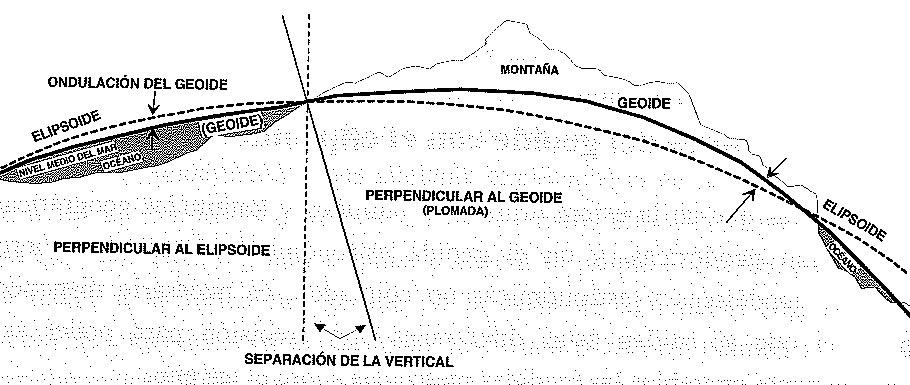 MONTAÑA
ONDULACIÓN DEL GEOIDE
GEOIDE
ELIPSOIDE
(GEOIDE)
NIVEL MEDIO DEL MAR
OCÉANO
PERPENDICULAR AL GEOIDE
(PLOMADA)
ELIPSOIDE
PERPENDICULAR AL ELIPSOIDE
OCÉANO
SEPARACIÓN DE LA VERTICAL